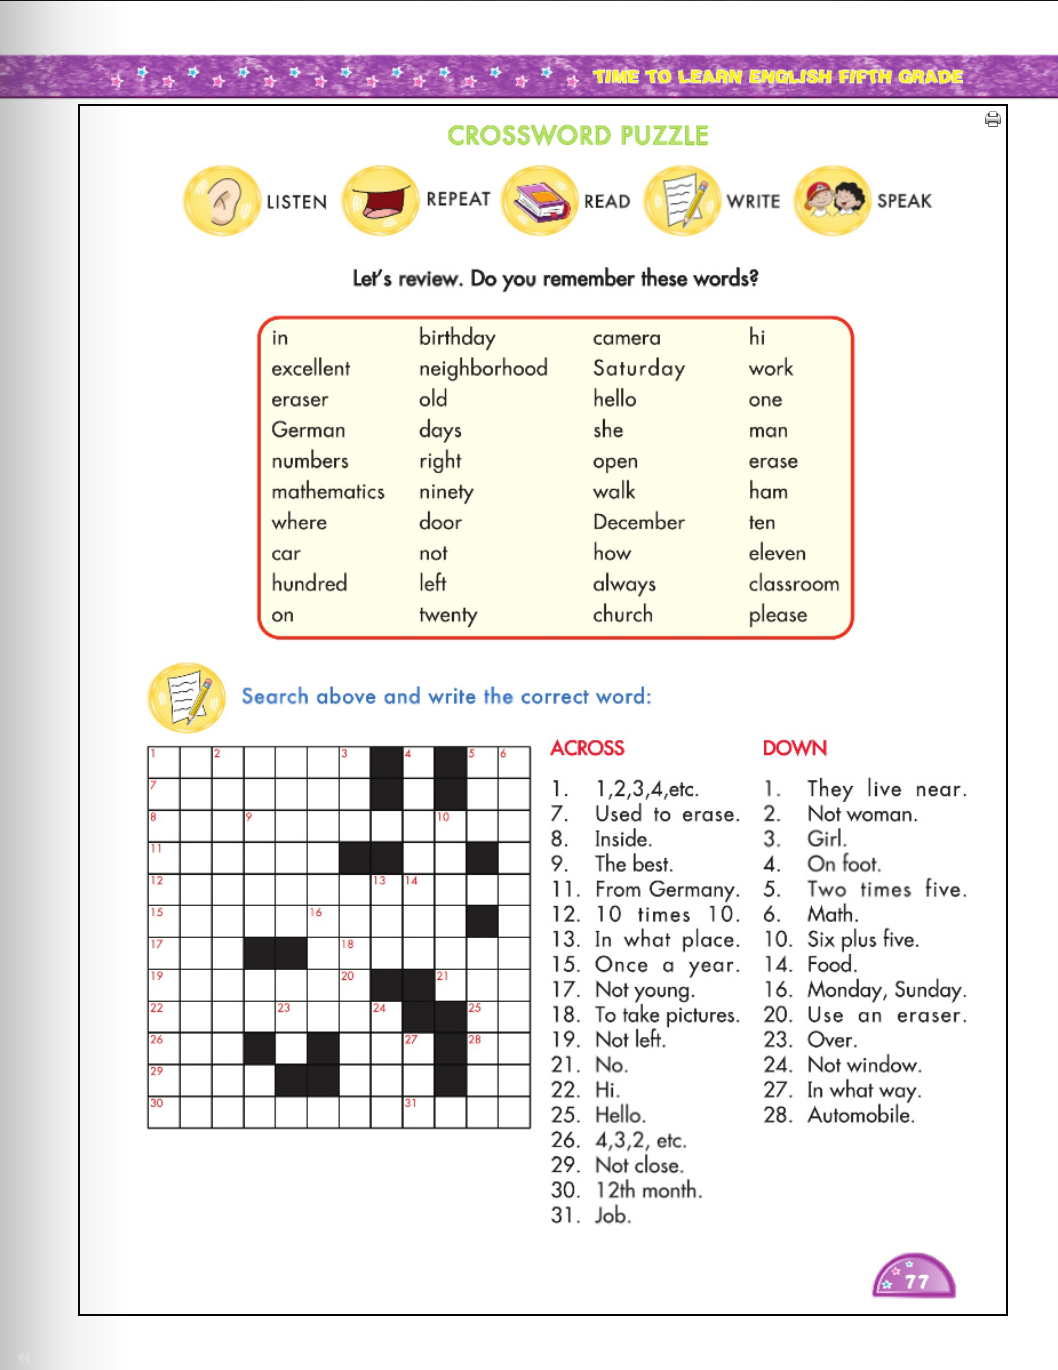 TIME TO LEARN ENGLISH FIFTH GRADE
CROSSWORD PUZZLE
LISTEN REPEAT READ WRITE SPEAK
Let's review. Do you remember these words?
in birthday camera hi
excellent neighborhood Saturday work
eraser old hello one
German days she man
numbers right open erase
mathematics ninety walk ham
where door December ten
car not how eleven
hundred left always classroom
on twenty church please
Search above and write the correct word:
1 2 3 4 5 6
7
8 9 10
11
12 13 14
15 16
17 18
19 20 21
22 23 24 25
26 27 28
29
30 31
ACROSS
1. 1,2,3,4,etc.
7. Used to erase.
8. Inside.
9. The best.
11. From Germany.
12. 10 times 10.
13. In what place.
15. Once a year.
17. Not young.
18. To take pictures.
19. Not left.
21. No.
22. Hi.
25. Hello.
26. 4,3,2, etc.
29. Not close.
30. 12th month.
31. Job.
DOWN
1. They live near.
2. Not woman.
3. Girl.
4. On foot.
5. Two times five.
6. Math.
10. Six plus five.
14. Food.
16. Monday, Sunday.
20. Use an eraser.
23. Over.
24. Not window.
27. In what way.
28. Automobile.
77